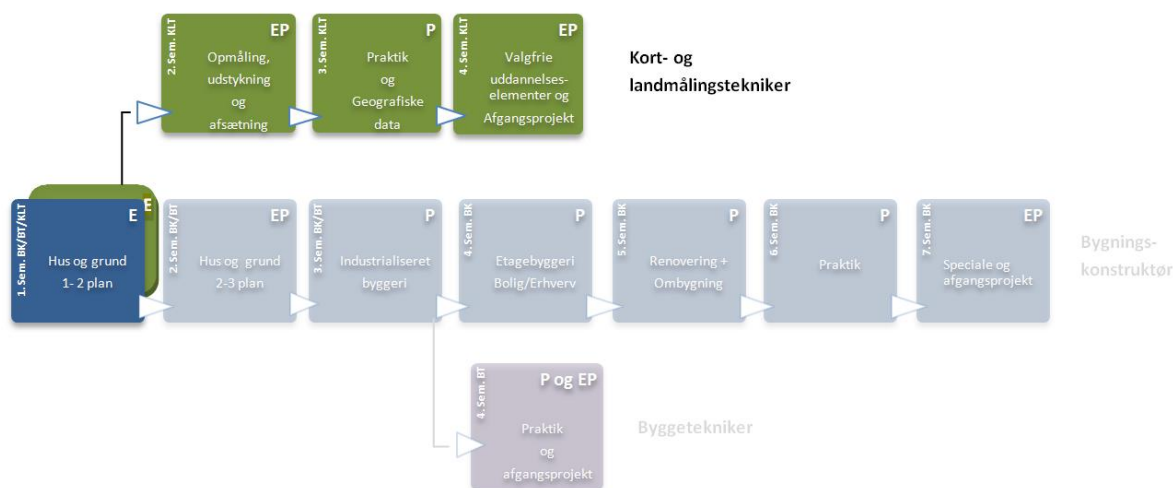 2. Sem. KLT
EP
Opmåling,
udstykning
og
afsætning
3. Sem. KLT
P
Praktik
og
Geografiske
data
4. Sem. KLT
EP
Valgfrie
uddannelses-
elementer og
Afgangsprojekt
Kort- og
landmålingstekniker
E
1. Sem. BK/BT/KLT
E
Hus og grund
1- 2 plan
2. Sem. BK/BT
EP
Hus og grund
2-3 plan
3. Sem. BK/BT
P
Industrialiseret
byggeri
4. Sem. BK
P
Etagebyggeri
Bolig/Erhverv
5. Sem. BK
P
Renovering +
Ombygning
6. Sem. BK
P
Praktik
7. Sem. BK
EP
Speciale og
afgangsprojekt
Bygnings-
konstruktør
4. Sem. BT
P og EP
Praktik
og
afgangsprojekt
Byggetekniker